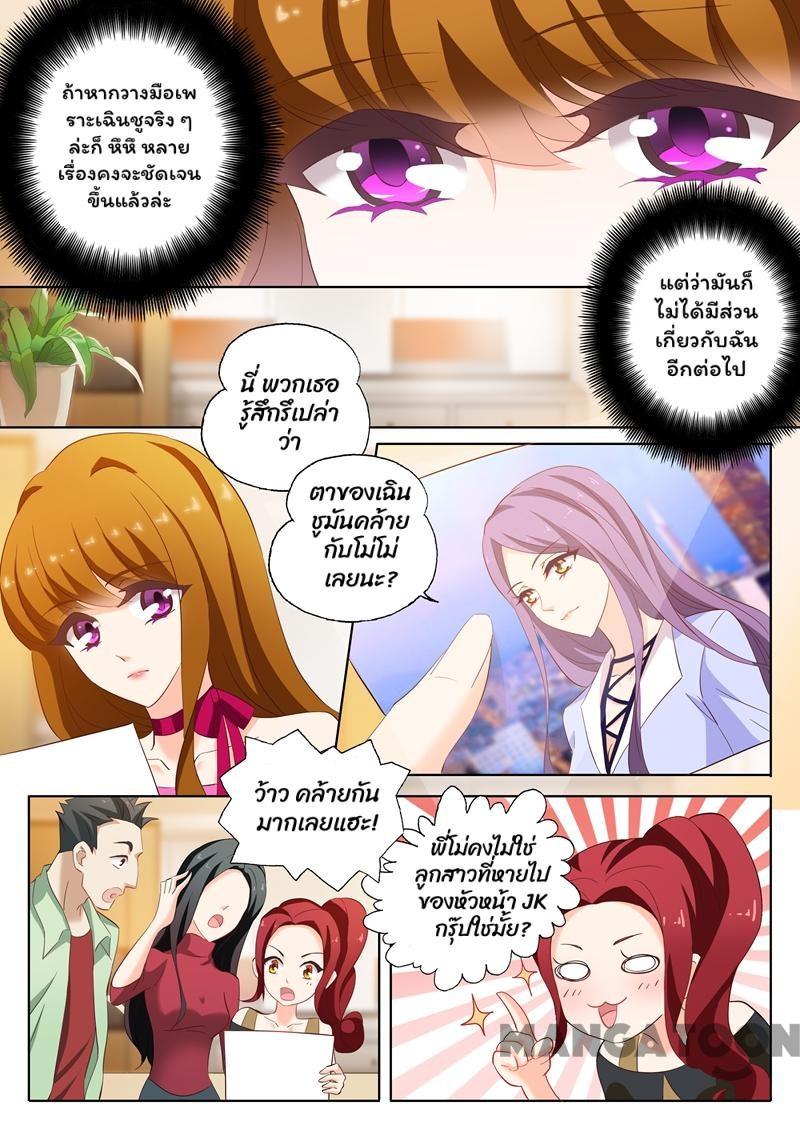 ถ้าหากวางมือเพ
ราะเฉินชูจริง ๆ
ล่ะก็ หึหึ หลาย
เรื่องคงจะชัดเจน
ขึ้นแล้วล่ะ
แต่ว่ามันก็
ไม่ได้มีส่วน
เกี่ยวกับฉัน
อีกต่อไป
นี่ พวกเธอ
รู้สึกรึเปล่า
ว่า
ตาของเฉิน
ชูมันคล้าย
กับโม่โม่
เลยนะ?
ว้าว คล้ายกัน
มากเลยแฮะ!
พี่โม่คงไม่ใช่
ลูกสาวที่หายไป
ของหัวหน้า JK
กรุ๊ปใช่มั้ย?
MANGATOON